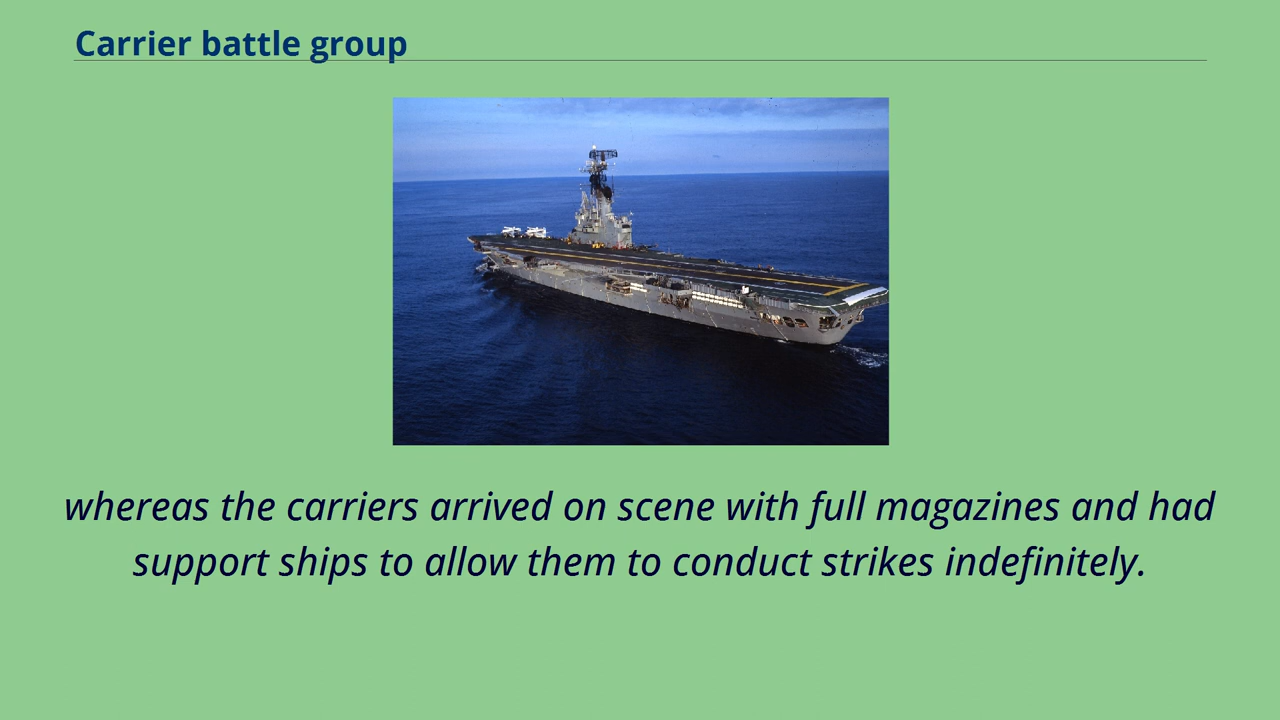 Carrier battle group
whereas the carriers arrived on scene with full magazines and had
support ships to allow them to conduct strikes indefinitely.